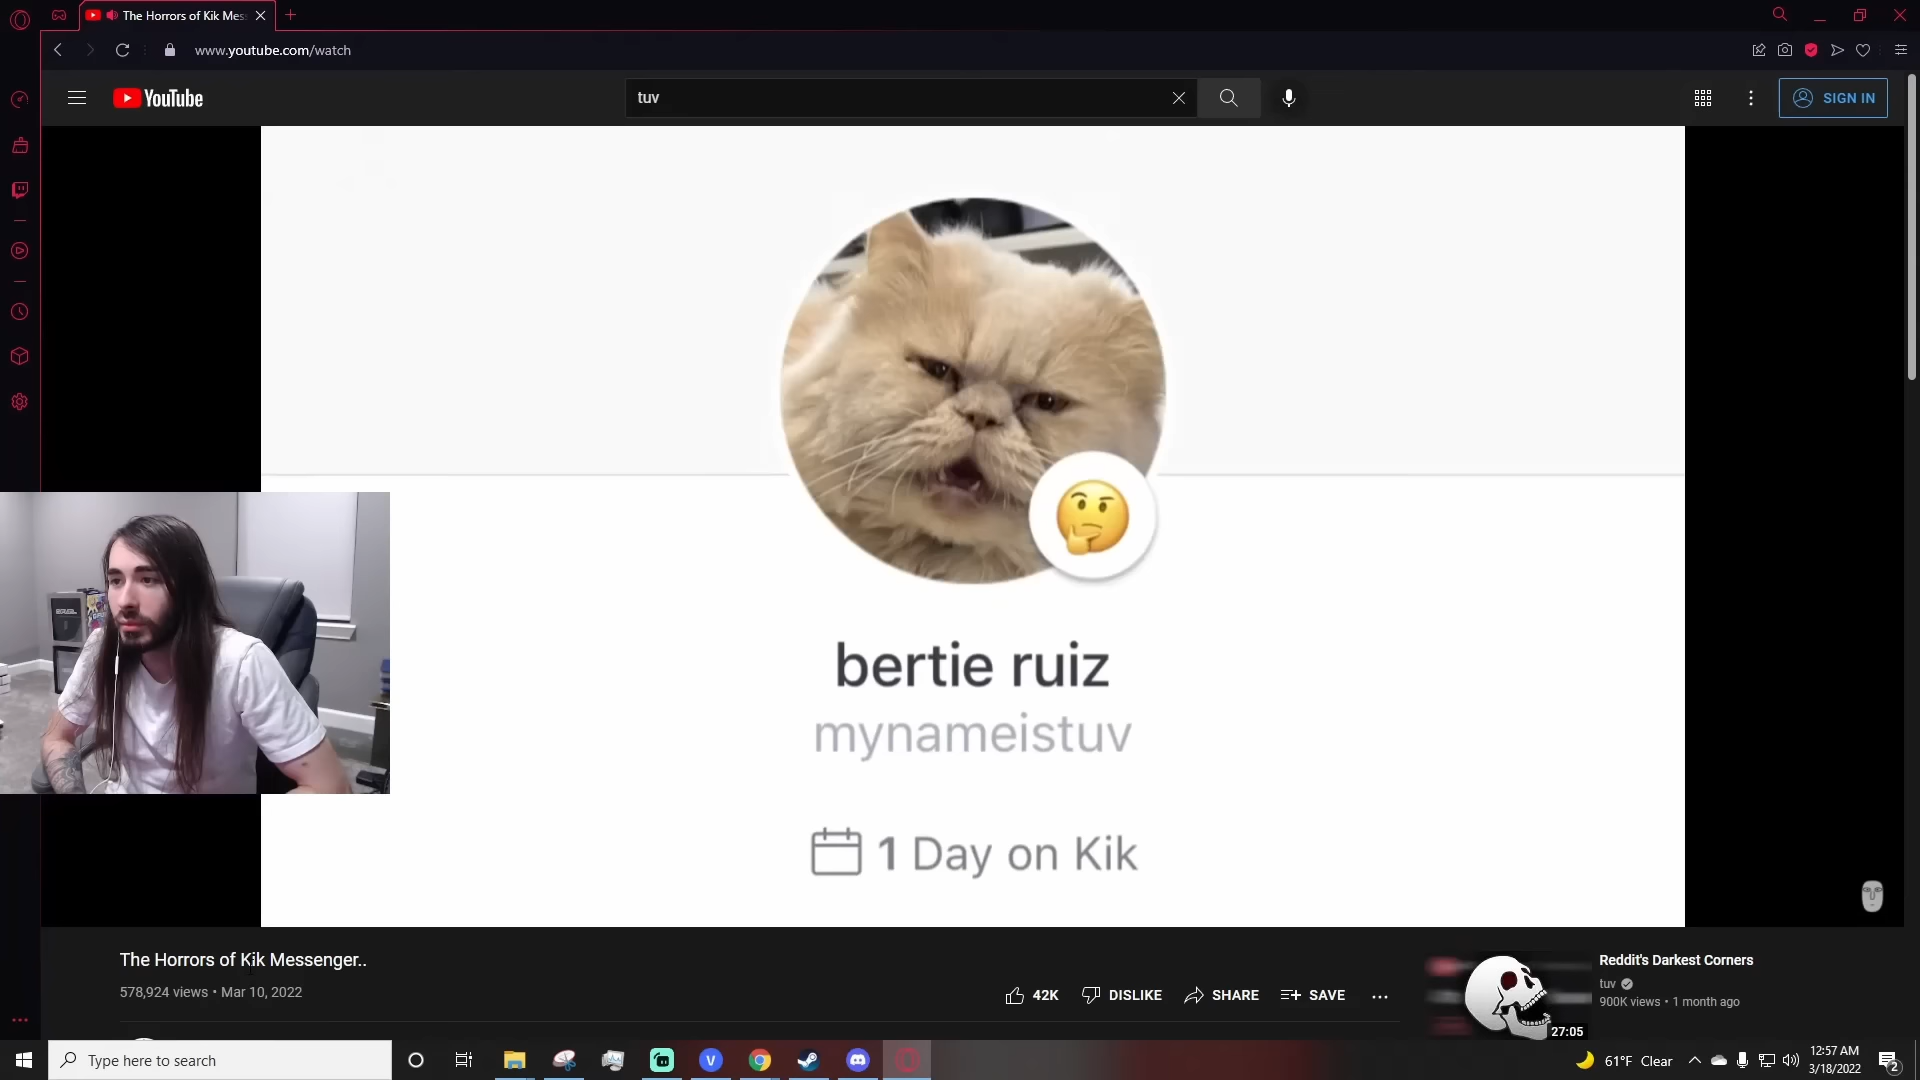 The Horrors of Kik Mes
www.youtube.com/watch
YouTube
tuv
SIGN IN
bertie ruiz
mynameistuv
1 Day on Kik
The Horrors of Kik Messenger..
578,924 views • Mar 10, 2022
42K
DISLIKE
SHARE
SAVE
Reddit's Darkest Corners
tuv
900K views • 1 month ago
27:05
Type here to search
61°F Clear
12:57 AM
3/18/2022
2